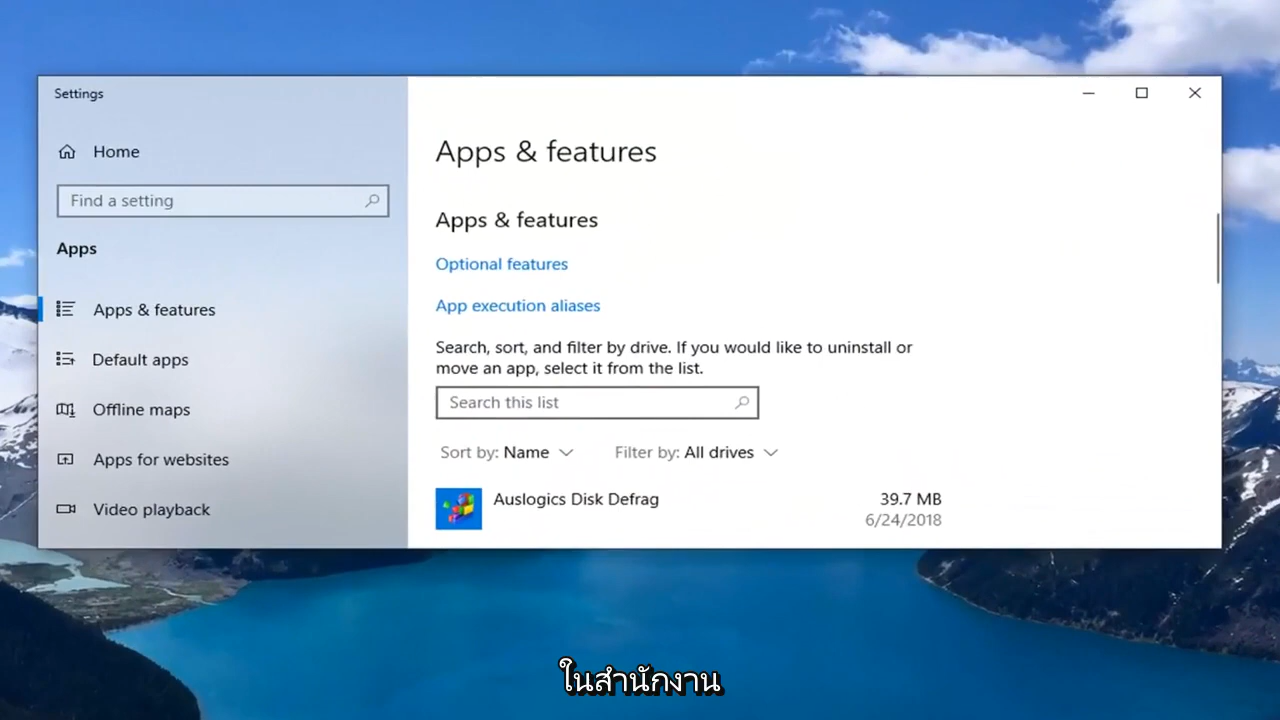 Settings
Home
Find a setting
Apps
Apps & features
Default apps
Offline maps
Apps for websites
Video playback
Apps & features
Apps & features
Optional features
App execution aliases
Search, sort, and filter by drive. If you would like to uninstall or
move an app, select it from the list.
Search this list
Sort by: Name Filter by: All drives
Auslogics Disk Defrag 39.7 MB
6/24/2018
ในสำนักงาน